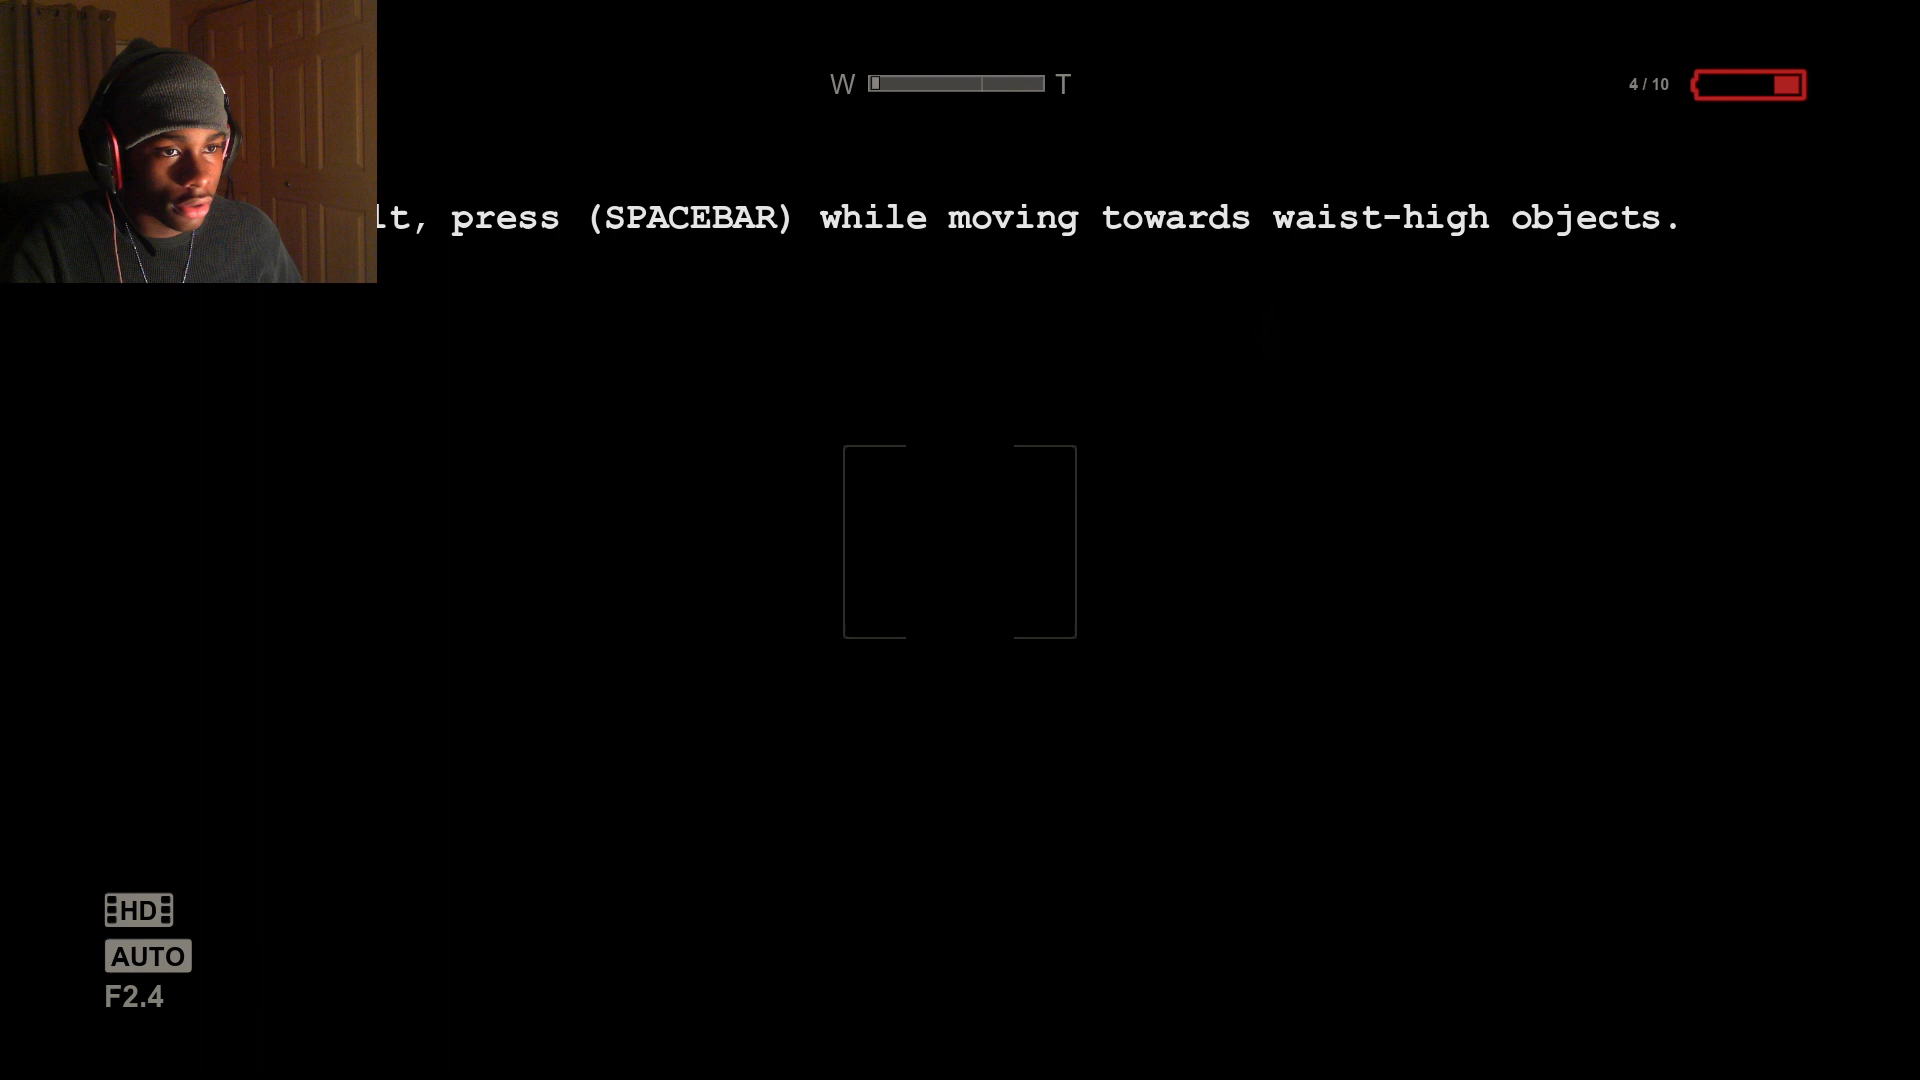 W T
4 / 10
lt, press (SPACEBAR) while moving towards waist-high objects.
HD
AUTO
F2.4